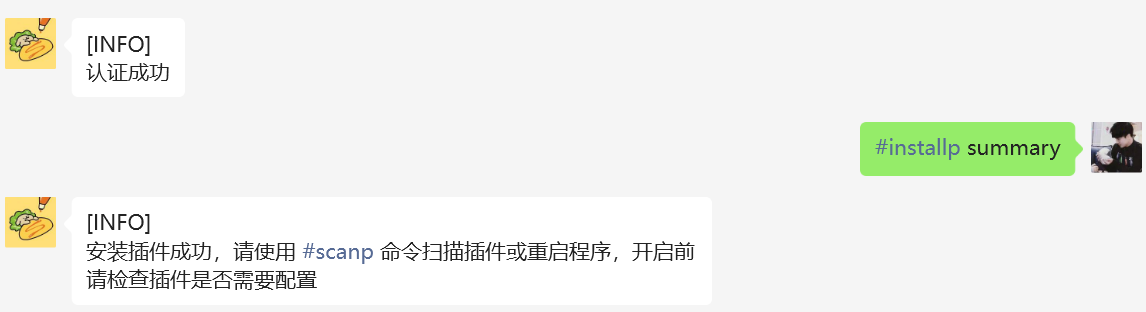 [INFO]
认证成功
#installp summary
[INFO]
安装插件成功，请使用 #scanp 命令扫描插件或重启程序，开启前
请检查插件是否需要配置